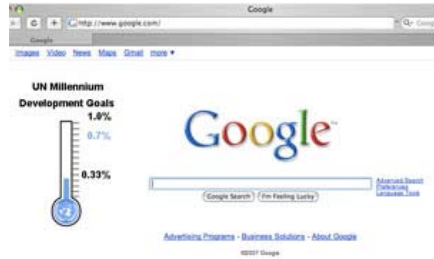 Google
http://www.google.com/
Google
Images Video News Maps Gmail more ▼
UN Millennium
Development Goals
1.0%
0.7%
0.33%
Google
Advanced Search
Preferences
Language Tools
Google Search
I'm Feeling Lucky
Advertising Programs - Business Solutions - About Google
©2007 Google